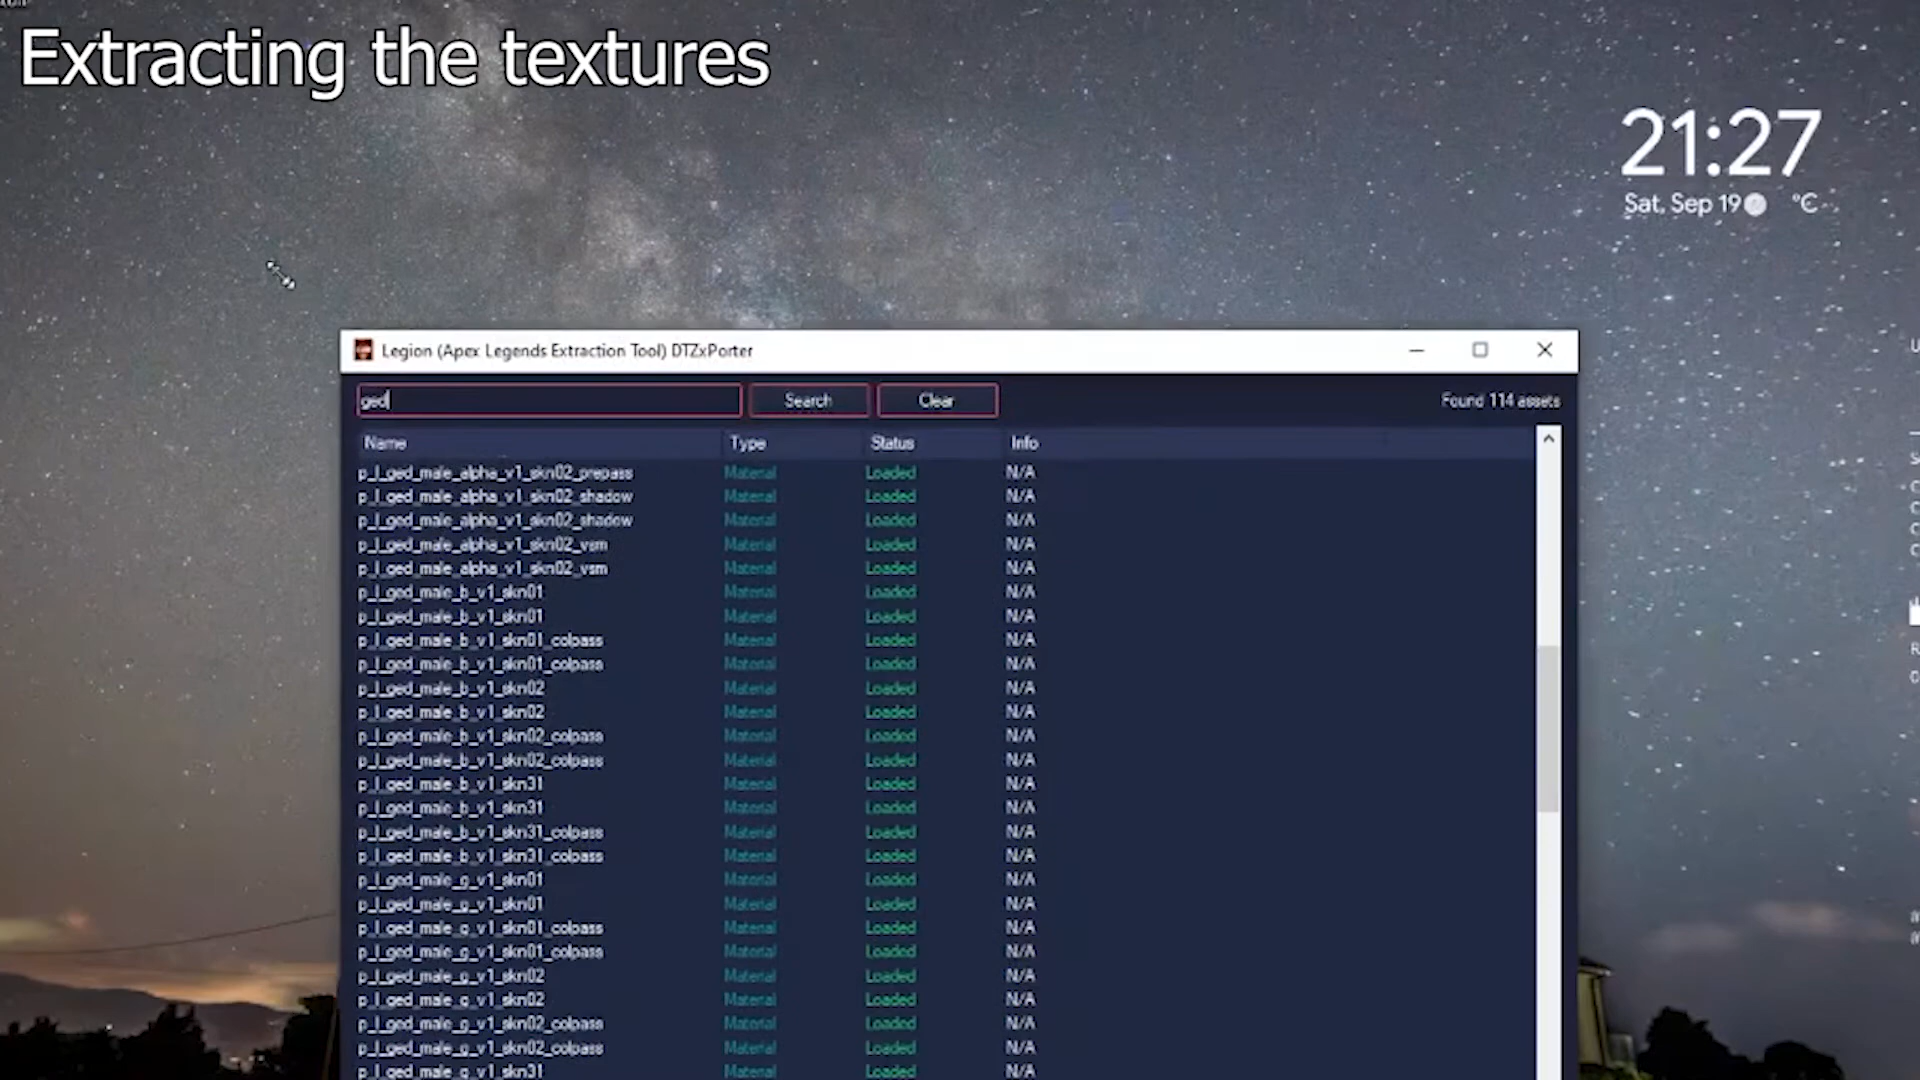 Extracting the textures
21:27
Sat, Sep 19 °C
Legion (Apex Legends Extraction Tool) DTZxPorter
ged Search Clear Found 114 assets
Name Type Status Info
p_l_ged_male_alpha_v1_skn02_prepass Material Loaded N/A
p_l_ged_male_alpha_v1_skn02_shadow Material Loaded N/A
p_l_ged_male_alpha_v1_skn02_shadow Material Loaded N/A
p_l_ged_male_alpha_v1_skn02_vsm Material Loaded N/A
p_l_ged_male_alpha_v1_skn02_vsm Material Loaded N/A
p_l_ged_male_b_v1_skn01 Material Loaded N/A
p_l_ged_male_b_v1_skn01 Material Loaded N/A
p_l_ged_male_b_v1_skn01_colpass Material Loaded N/A
p_l_ged_male_b_v1_skn01_colpass Material Loaded N/A
p_l_ged_male_b_v1_skn02 Material Loaded N/A
p_l_ged_male_b_v1_skn02 Material Loaded N/A
p_l_ged_male_b_v1_skn02_colpass Material Loaded N/A
p_l_ged_male_b_v1_skn02_colpass Material Loaded N/A
p_l_ged_male_b_v1_skn31 Material Loaded N/A
p_l_ged_male_b_v1_skn31 Material Loaded N/A
p_l_ged_male_b_v1_skn31_colpass Material Loaded N/A
p_l_ged_male_b_v1_skn31_colpass Material Loaded N/A
p_l_ged_male_g_v1_skn01 Material Loaded N/A
p_l_ged_male_g_v1_skn01 Material Loaded N/A
p_l_ged_male_g_v1_skn01_colpass Material Loaded N/A
p_l_ged_male_g_v1_skn01_colpass Material Loaded N/A
p_l_ged_male_g_v1_skn02 Material Loaded N/A
p_l_ged_male_g_v1_skn02 Material Loaded N/A
p_l_ged_male_g_v1_skn02_colpass Material Loaded N/A
p_l_ged_male_g_v1_skn02_colpass Material Loaded N/A
p_l_ged_male_g_v1_skn31 Material Loaded N/A